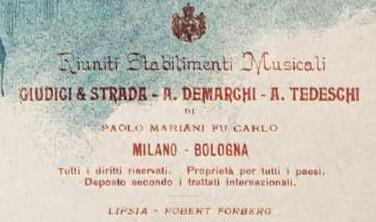 Riuniti Stabilimenti Musicali
GIUDICI & STRADA - A. DEMARCHI - A. TEDESCHI
DI
PAOLO MARIANI FU CARLO
MILANO - BOLOGNA
Tutti i diritti riservati. Proprietà per tutti i paesi.
Deposto secondo i trattati internazionali.
LIPSIA - ROBERT FORBERG